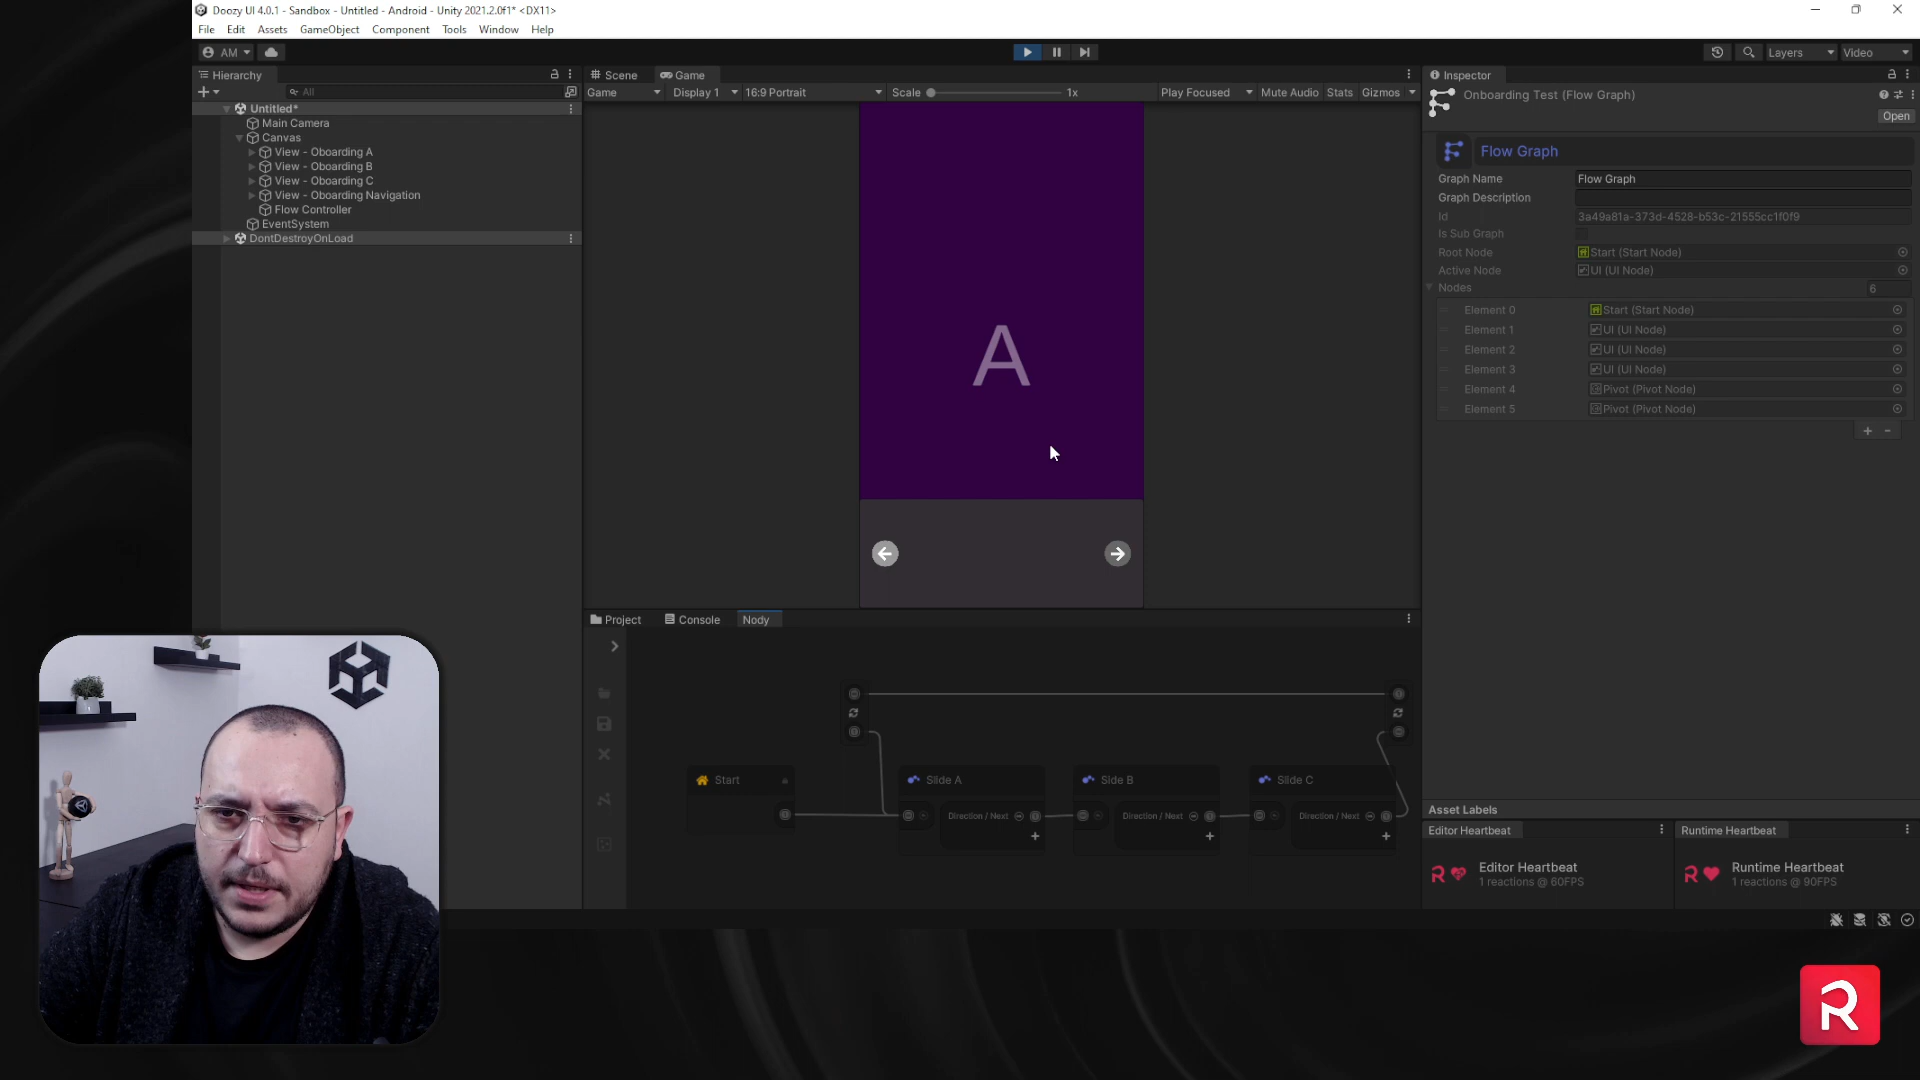 Doozy UI 4.0.1 - Sandbox - Untitled - Android - Unity 2021.2.0f1* <DX11>
File Edit Assets GameObject Component Tools Window Help
AM
Layers
Video
Hierarchy
Scene
Game
Inspector
All
Game
Display 1
16:9 Portrait
Scale
1x
Play Focused
Mute Audio
Stats
Gizmos
Onboarding Test (Flow Graph)
Open
Untitled*
Main Camera
Canvas
View - Oboarding A
View - Oboarding B
View - Oboarding C
View - Oboarding Navigation
Flow Controller
EventSystem
DontDestroyOnLoad
Flow Graph
Graph Name Flow Graph
Graph Description
Id 3a49a81a-373d-4528-b53c-21555cc1f0f9
Is Sub Graph
Root Node Start (Start Node)
Active Node UI (UI Node)
Nodes 6
Element 0 Start (Start Node)
Element 1 UI (UI Node)
Element 2 UI (UI Node)
Element 3 UI (UI Node)
Element 4 Pivot (Pivot Node)
Element 5 Pivot (Pivot Node)
A
Project
Console
Nody
Start
Slide A
Side B
Slide C
Direction / Next
Direction / Next
Direction / Next
Asset Labels
Editor Heartbeat
Runtime Heartbeat
Editor Heartbeat
1 reactions @ 60FPS
Runtime Heartbeat
1 reactions @ 90FPS
R